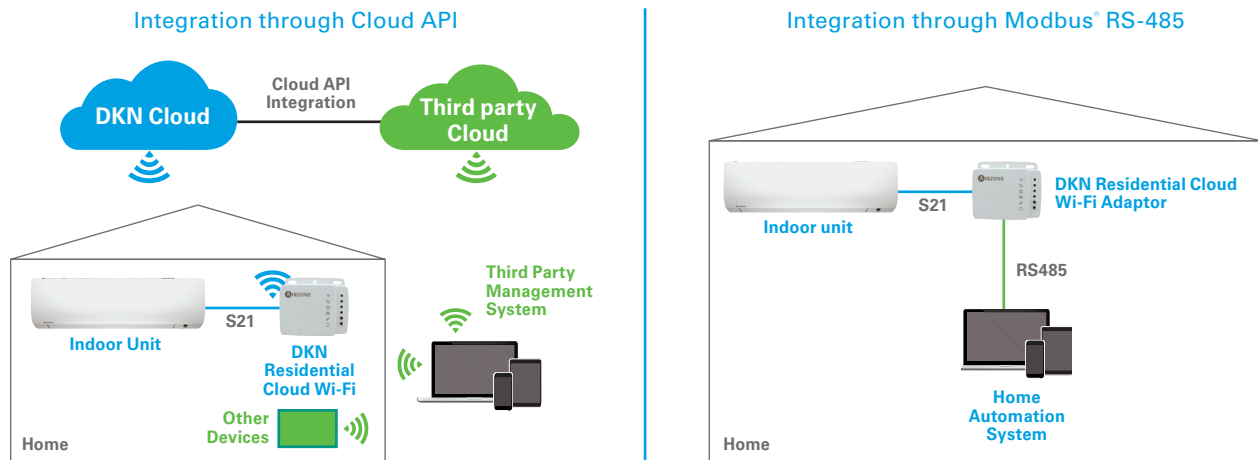 Integration through Cloud API
DKN Cloud
Cloud API
Integration
Third party
Cloud
S21
Indoor Unit
AIRZONE
DKN
Residential
Cloud Wi-Fi
Other
Devices
Home
Third Party
Management
System
Integration through Modbus® RS-485
S21
Indoor unit
AIRZONE
DKN Residential Cloud
Wi-Fi Adaptor
RS485
Home
Automation
System
Home